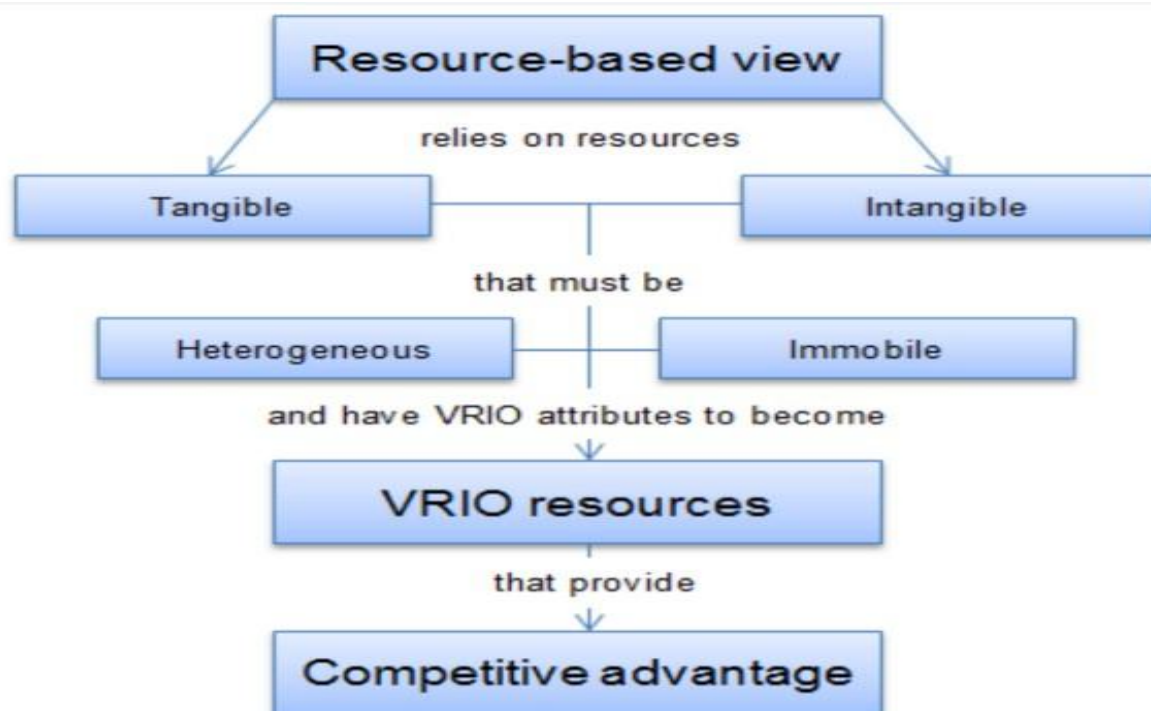 Resource-based view
relies on resources
Tangible
Intangible
that must be
Heterogeneous
Immobile
and have VRIO attributes to become
VRIO resources
that provide
Competitive advantage